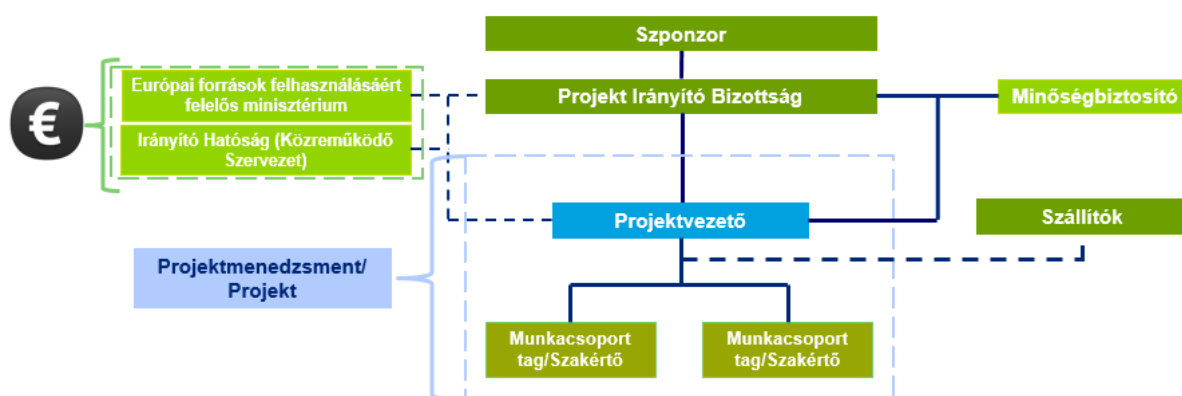 Szponzor
Európai források felhasználásáért
felelős minisztérium
Projekt Irányító Bizottság
Minőségbiztosító
€
Irányító Hatóság (Közreműködő
Szervezet)
Projektvezető
Szállítók
Projektmenedzsment/
Projekt
Munkacsoport
tag/Szakértő
Munkacsoport
tag/Szakértő